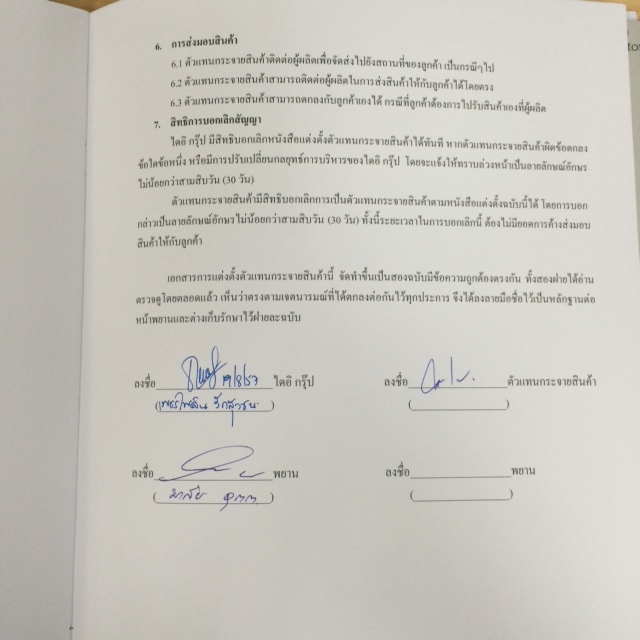 6. การส่งมอบสินค้า
6.1 ตัวแทนกระจายสินค้าติดต่อผู้ผลิตเพื่อจัดส่งไปยังสถานที่ของลูกค้า เป็นกรณีๆไป
6.2 ตัวแทนกระจายสินค้าสามารถติดต่อผู้ผลิตในการส่งสินค้าให้กับลูกค้าได้โดยตรง
6.3 ตัวแทนกระจายสินค้าสามารถตกลงกับลูกค้าเองได้ กรณีที่ลูกค้าต้องการไปรับสินค้าเองที่ผู้ผลิต
7. สิทธิการบอกเลิกสัญญา
ไดอิ กรุ๊ป มีสิทธิบอกเลิกหนังสือแต่งตั้งตัวแทนกระจายสินค้าได้ทันที หากตัวแทนกระจายสินค้าผิดข้อตกลง
ข้อใดข้อหนึ่ง หรือมีการปรับเปลี่ยนกลยุทธ์การบริหารของไดอิ กรุ๊ป โดยจะแจ้งให้ทราบล่วงหน้าเป็นลายลักษณ์อักษร
ไม่น้อยกว่าสามสิบวัน (30 วัน)
ตัวแทนกระจายสินค้ามีสิทธิบอกเลิกการเป็นตัวแทนกระจายสินค้าตามหนังสือแต่งตั้งฉบับนี้ได้ โดยการบอก
กล่าวเป็นลายลักษณ์อักษรไม่น้อยกว่าสามสิบวัน (30 วัน) ทั้งนี้ระยะเวลาในการบอกเลิกนี้ ต้องไม่มียอดการค้างส่งมอบ
สินค้าให้กับลูกค้า
เอกสารการแต่งตั้งตัวแทนกระจายสินค้านี้ จัดทำขึ้นเป็นสองฉบับมีข้อความถูกต้องตรงกัน ทั้งสองฝ่ายได้อ่าน
ตรวจดูโดยตลอดแล้ว เห็นว่าตรงตามเจตนารมณ์ที่ได้ตกลงต่อกันไว้ทุกประการ จึงได้ลงลายมือชื่อไว้เป็นหลักฐานต่อ
หน้าพยานและต่างเก็บรักษาไว้ฝ่ายละฉบับ
ลงชื่อ ไดอิ กรุ๊ป ลงชื่อ ตัวแทนกระจายสินค้า
ลงชื่อ พยาน ลงชื่อ พยาน